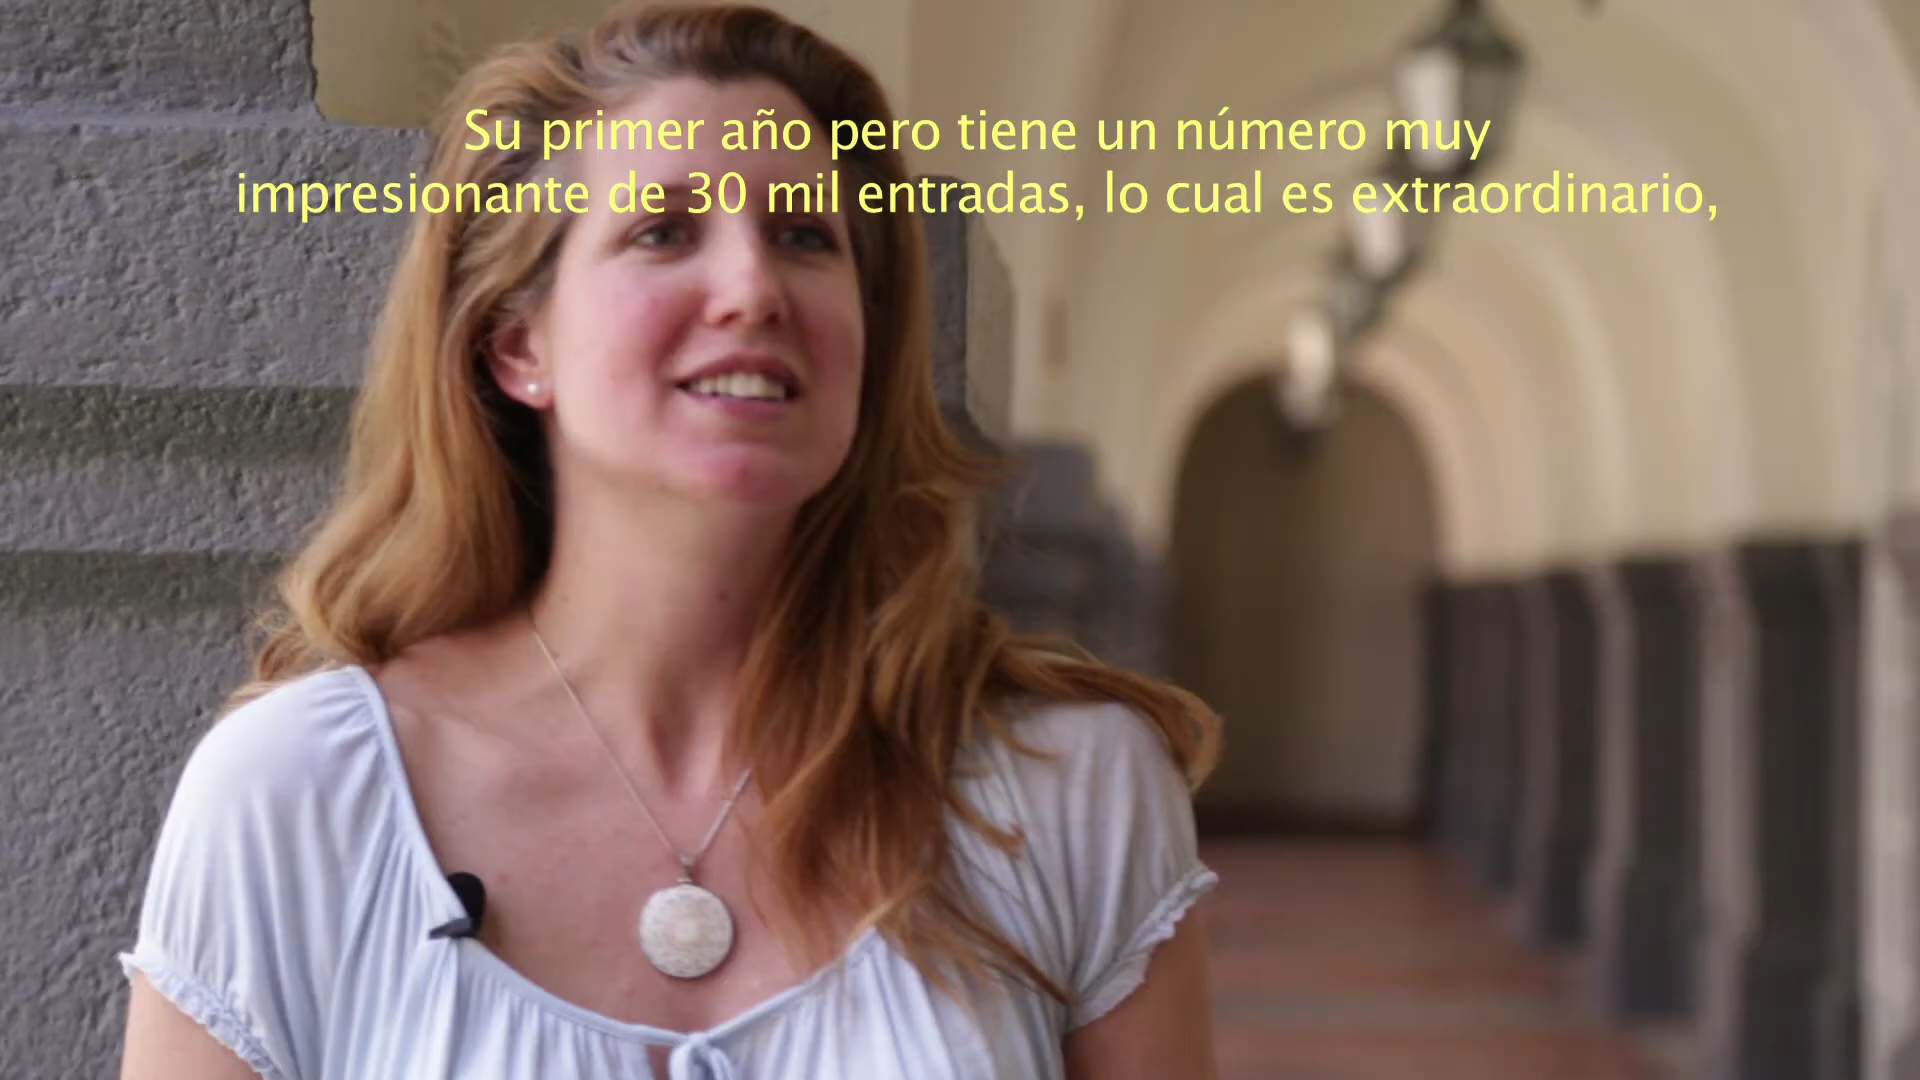 Su primer año pero tiene un número muy
impresionante de 30 mil entradas, lo cual es extraordinario,